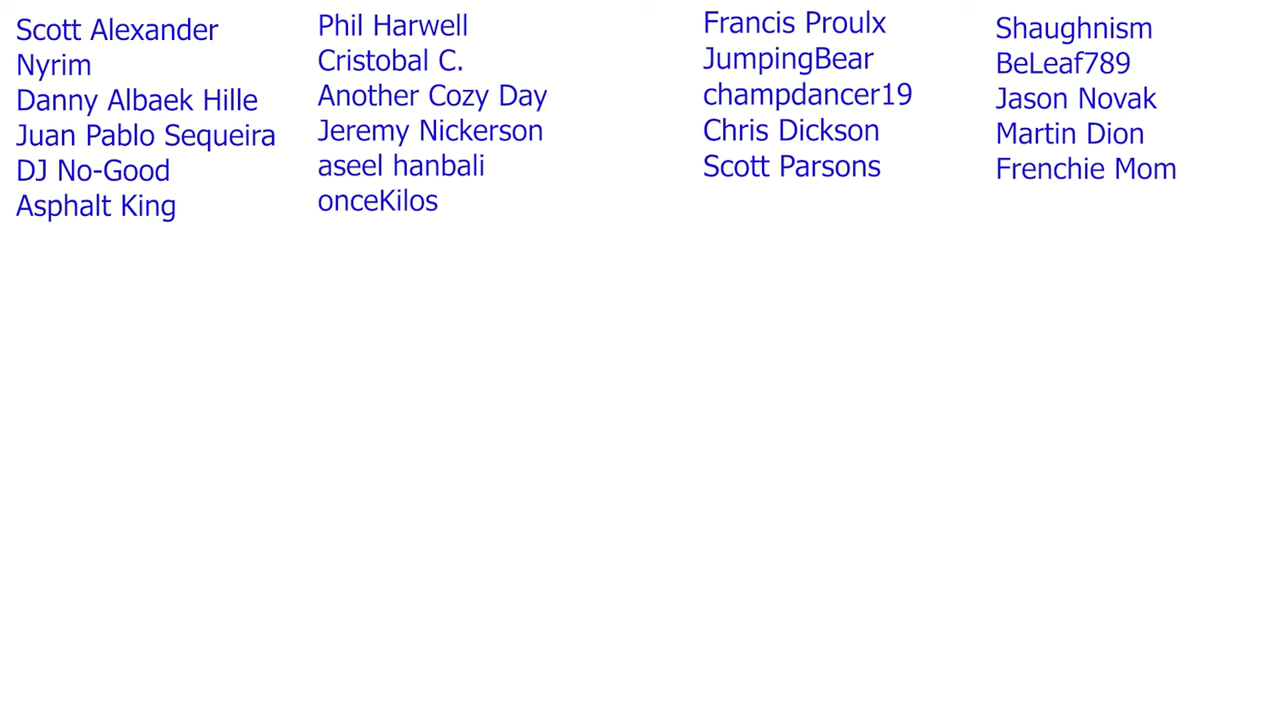 Scott Alexander
Nyrim
Danny Albaek Hille
Juan Pablo Sequeira
DJ No-Good
Asphalt King
Phil Harwell
Cristobal C.
Another Cozy Day
Jeremy Nickerson
aseel hanbali
onceKilos
Francis Proulx
JumpingBear
champdancer19
Chris Dickson
Scott Parsons
Shaughnism
BeLeaf789
Jason Novak
Martin Dion
Frenchie Mom